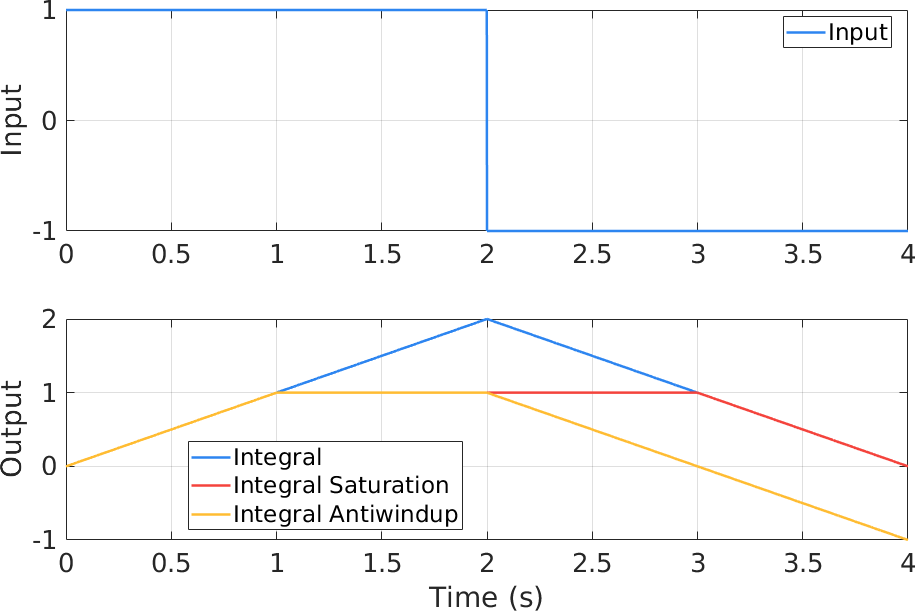 1
Input
Input
0
-1
0 0.5 1 1.5 2 2.5 3 3.5 4
2
1
Output
0
Integral
Integral Saturation
Integral Antiwindup
-1
0 0.5 1 1.5 2 2.5 3 3.5 4
Time (s)